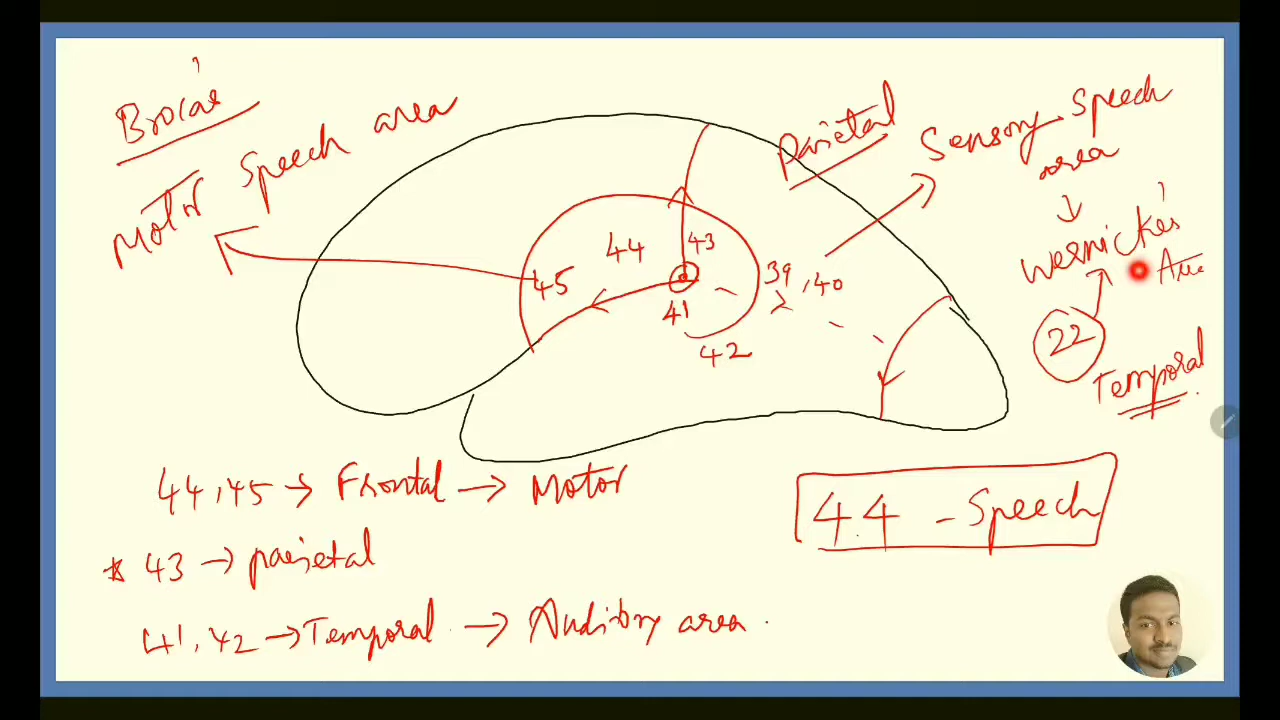 Broca's
Motor Speech area
Parietal
Sensory Speech
area
Wernicke's
Area
22
Temporal
45
44
43
41
42
39, 40
44, 45 → Frontal → Motor
* 43 → parietal
41, 42 → Temporal → Auditory area
44 - Speech